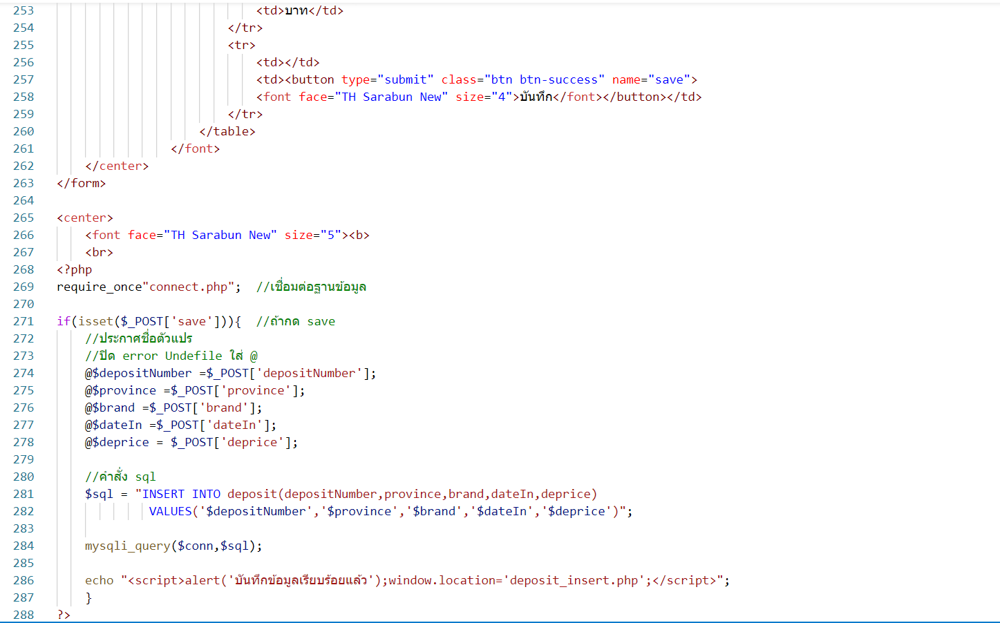 253 <td>บาท</td>
254 </tr>
255 <tr>
256 <td></td>
257 <td><button type="submit" class="btn btn-success" name="save">
258 <font face="TH Sarabun New" size="4">บันทึก</font></button></td>
259 </tr>
260 </table>
261 </font>
262 </center>
263 </form>
264
265 <center>
266 <font face="TH Sarabun New" size="5"><b>
267 <br>
268 <?php
269 require_once"connect.php"; //เชื่อมต่อฐานข้อมูล
270
271 if(isset($_POST['save'])){ //ถ้ากด save
272 //ประกาศชื่อตัวแปร
273 //ปิด error Undefile ใส่ @
274 @$depositNumber =$_POST['depositNumber'];
275 @$province =$_POST['province'];
276 @$brand =$_POST['brand'];
277 @$dateIn =$_POST['dateIn'];
278 @$deprice = $_POST['deprice'];
279
280 //คำสั่ง sql
281 $sql = "INSERT INTO deposit(depositNumber,province,brand,dateIn,deprice)
282 VALUES('$depositNumber','$province','$brand','$dateIn','$deprice')";
283
284 mysqli_query($conn,$sql);
285
286 echo "<script>alert('บันทึกข้อมูลเรียบร้อยแล้ว');window.location='deposit_insert.php';</script>";
287 }
288 ?>